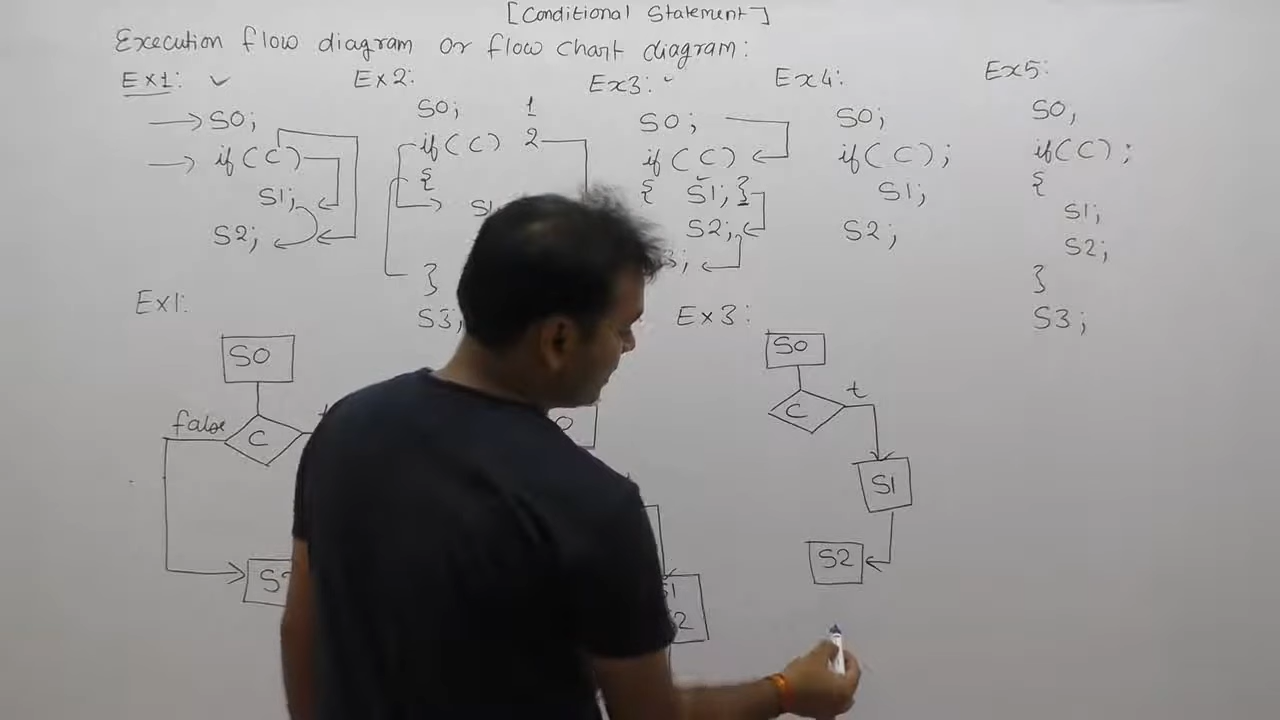 [Conditional Statement]
Execution flow diagram or flow chart diagram:
Ex1:
S0;
if(C)
S1;
S2;
Ex2:
S0; 1
if(C) 2
{
}
S3;
Ex3:
S0;
if(C)
{ S1; }
S2;
3;
Ex4:
S0;
if(C);
S1;
S2;
Ex5:
S0,
if(C);
{
S1;
S2;
}
S3;
Ex1:
S0
C
false
Ex3:
S0
C
t
S1
S2